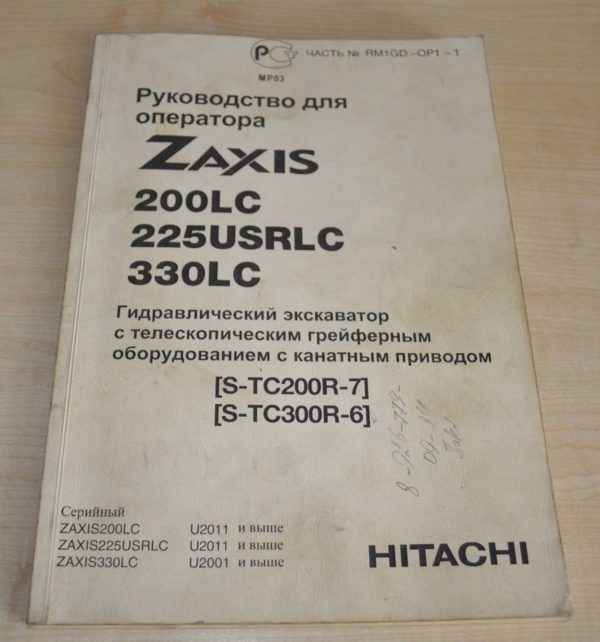 РСТ
ЧАСТЬ № RM1GD-OP1-1
МР03
Руководство для
оператора
ZAXIS
200LC
225USRLC
330LC
Гидравлический экскаватор
с телескопическим грейферным
оборудованием с канатным приводом
[S-TC200R-7]
[S-TC300R-6]
Серийный
ZAXIS200LC U2011 и выше
ZAXIS225USRLC U2011 и выше
ZAXIS330LC U2001 и выше
HITACHI